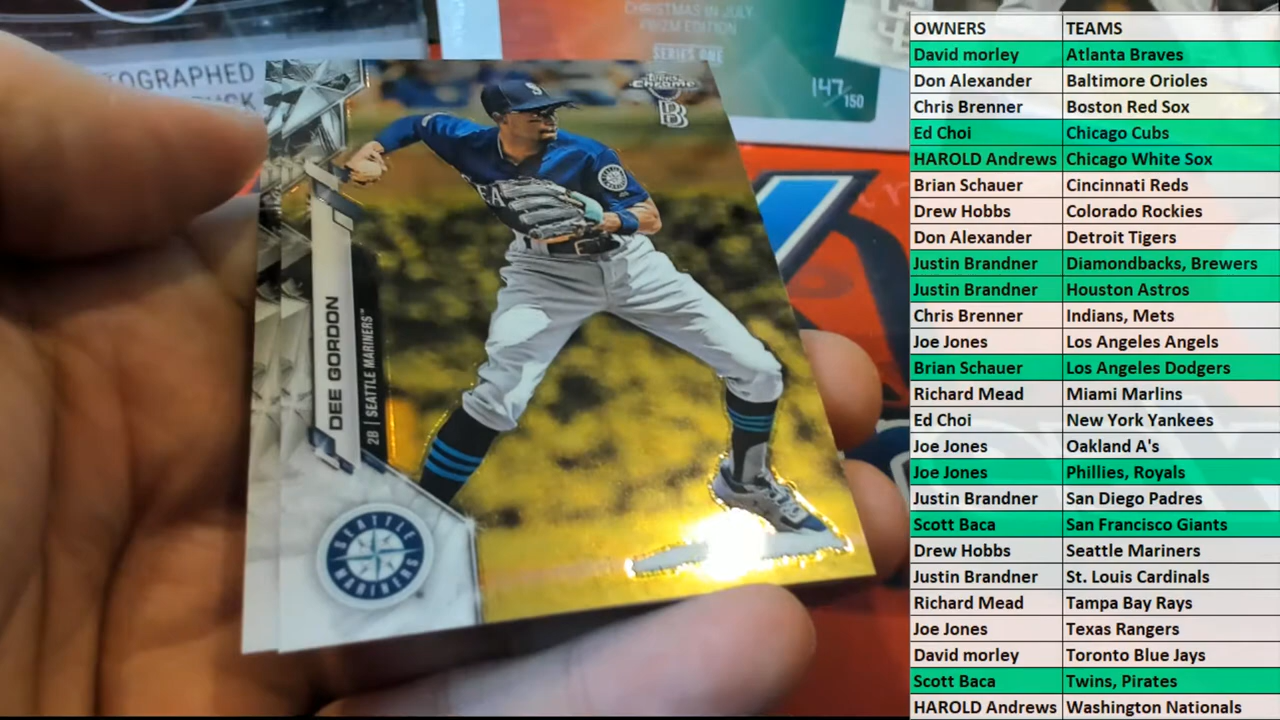 TOGRAPHED
CHRISTMAS IN JULY
PRIZM EDITION
SERIES ONE
147/150
Topps
Chrome
B
S
DEE GORDON
2B | SEATTLE MARINERS™
SEATTLE
MARINERS
OWNERS TEAMS
David morley Atlanta Braves
Don Alexander Baltimore Orioles
Chris Brenner Boston Red Sox
Ed Choi Chicago Cubs
HAROLD Andrews Chicago White Sox
Brian Schauer Cincinnati Reds
Drew Hobbs Colorado Rockies
Don Alexander Detroit Tigers
Justin Brandner Diamondbacks, Brewers
Justin Brandner Houston Astros
Chris Brenner Indians, Mets
Joe Jones Los Angeles Angels
Brian Schauer Los Angeles Dodgers
Richard Mead Miami Marlins
Ed Choi New York Yankees
Joe Jones Oakland A's
Joe Jones Phillies, Royals
Justin Brandner San Diego Padres
Scott Baca San Francisco Giants
Drew Hobbs Seattle Mariners
Justin Brandner St. Louis Cardinals
Richard Mead Tampa Bay Rays
Joe Jones Texas Rangers
David morley Toronto Blue Jays
Scott Baca Twins, Pirates
HAROLD Andrews Washington Nationals